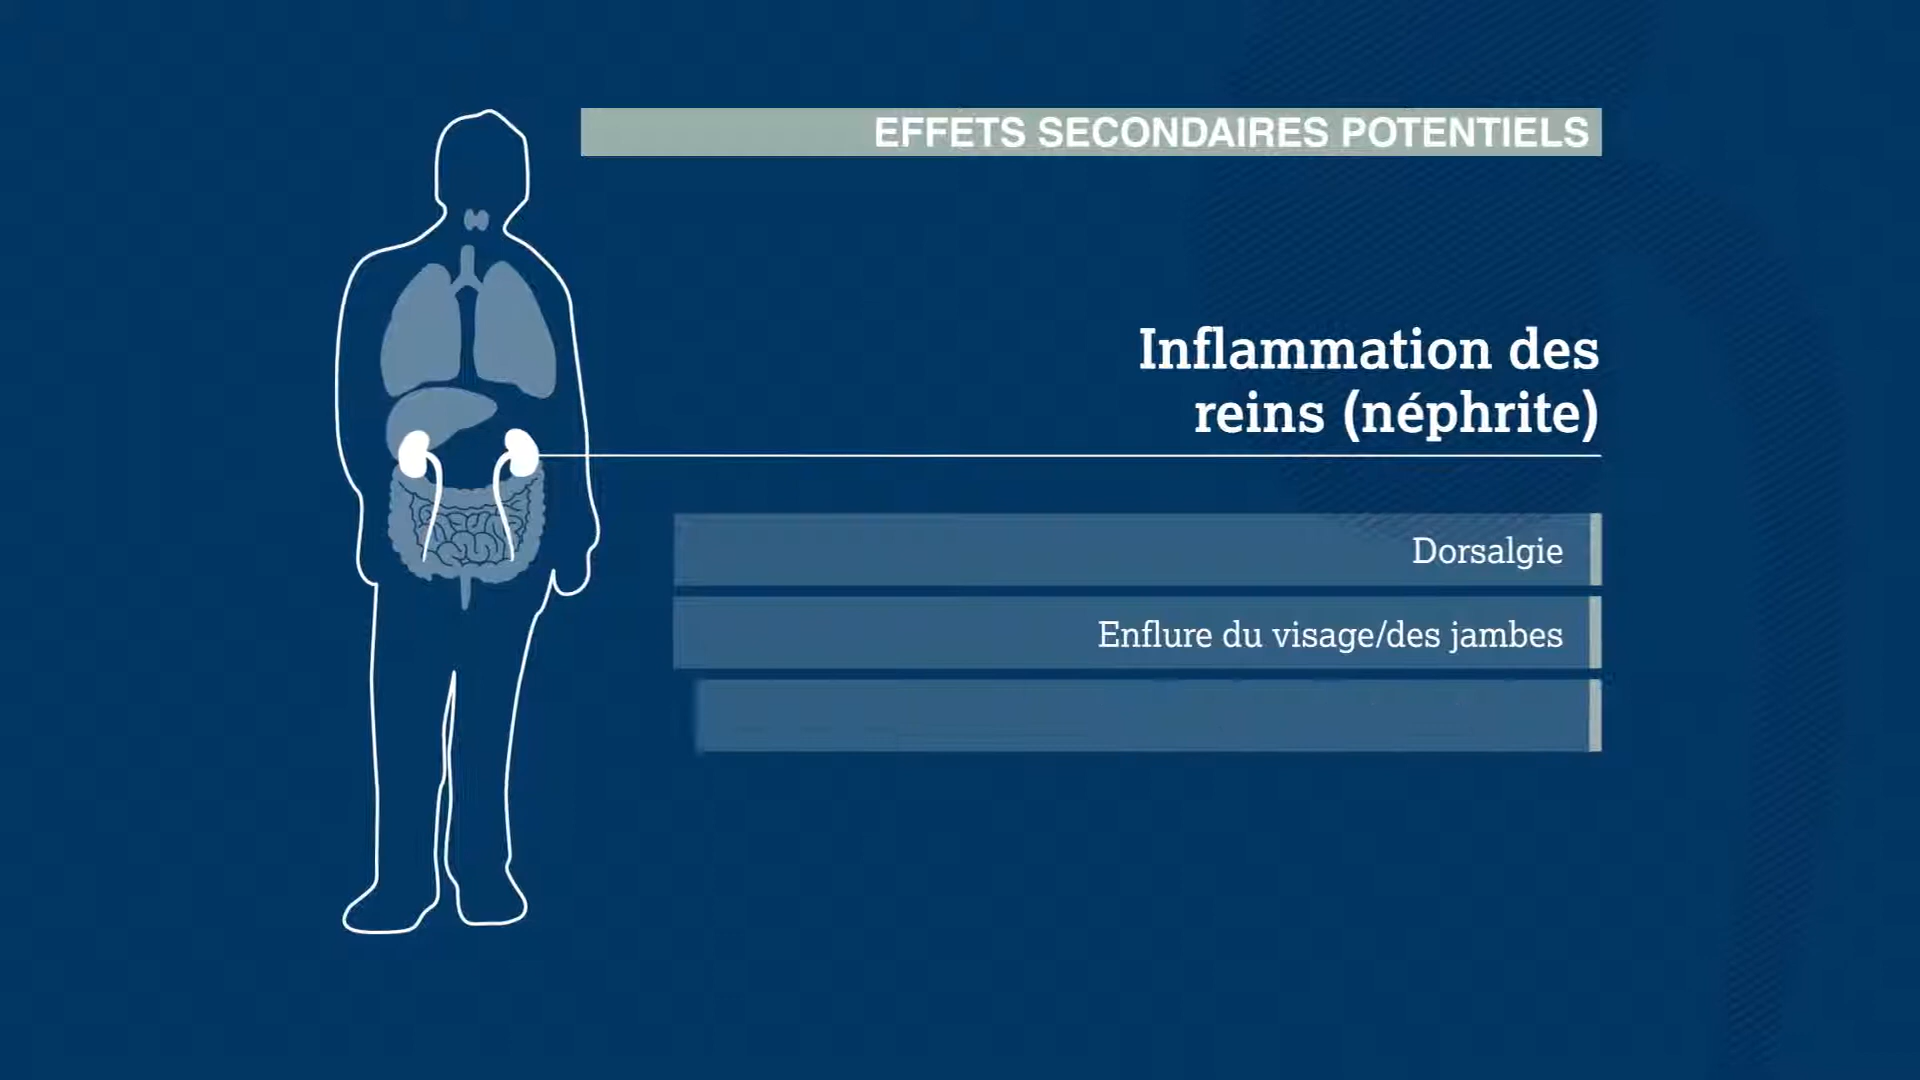 EFFETS SECONDAIRES POTENTIELS
Inflammation des
reins (néphrite)
Dorsalgie
Enflure du visage/des jambes